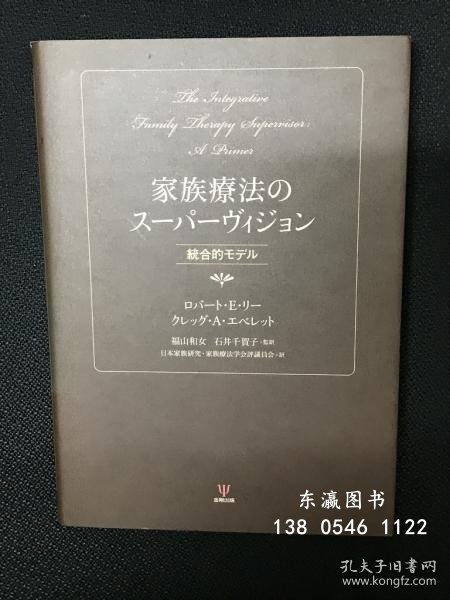 The Integrative
Family Therapy Supervisor:
A Primer
家族療法の
スーパーヴィジョン
統合的モデル
ロバート・E・リー
クレッグ・A・エベレット
福山和女　石井千賀子・監訳
日本家族研究・家族療法学会評議員会・訳
金剛出版
东瀛图书
138 0546 1122
孔夫子旧书网
www.kongfz.com